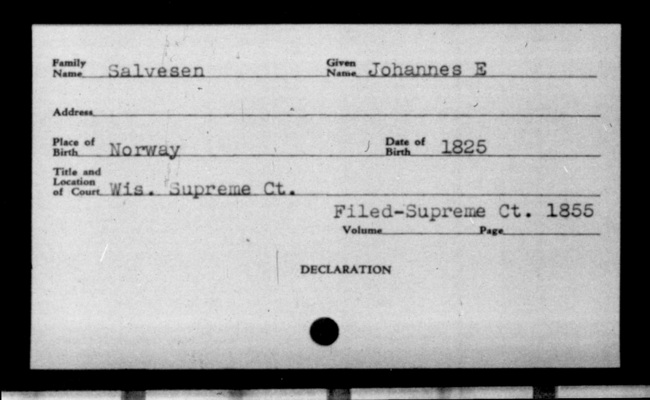 Family Name Salvesen Given Name Johannes E
Address
Place of Birth Norway Date of Birth 1825
Title and Location of Court Wis. Supreme Ct.
Filed-Supreme Ct. 1855
Volume Page
DECLARATION